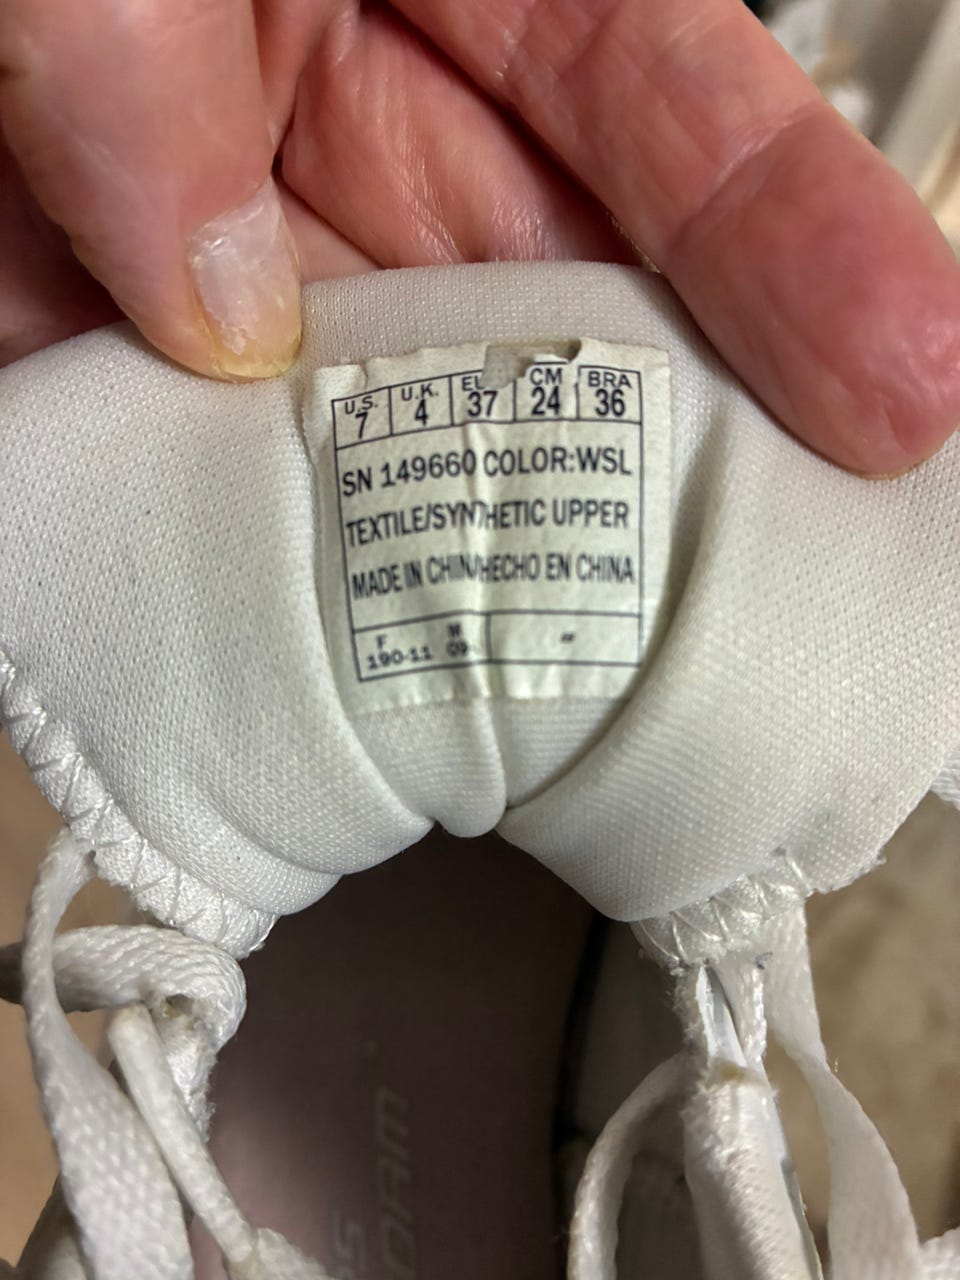 U.S. U.K. EU CM BRA
7 4 37 24 36
SN 149660 COLOR:WSL
TEXTILE/SYNTHETIC UPPER
MADE IN CHINA/HECHO EN CHINA
F
190-11